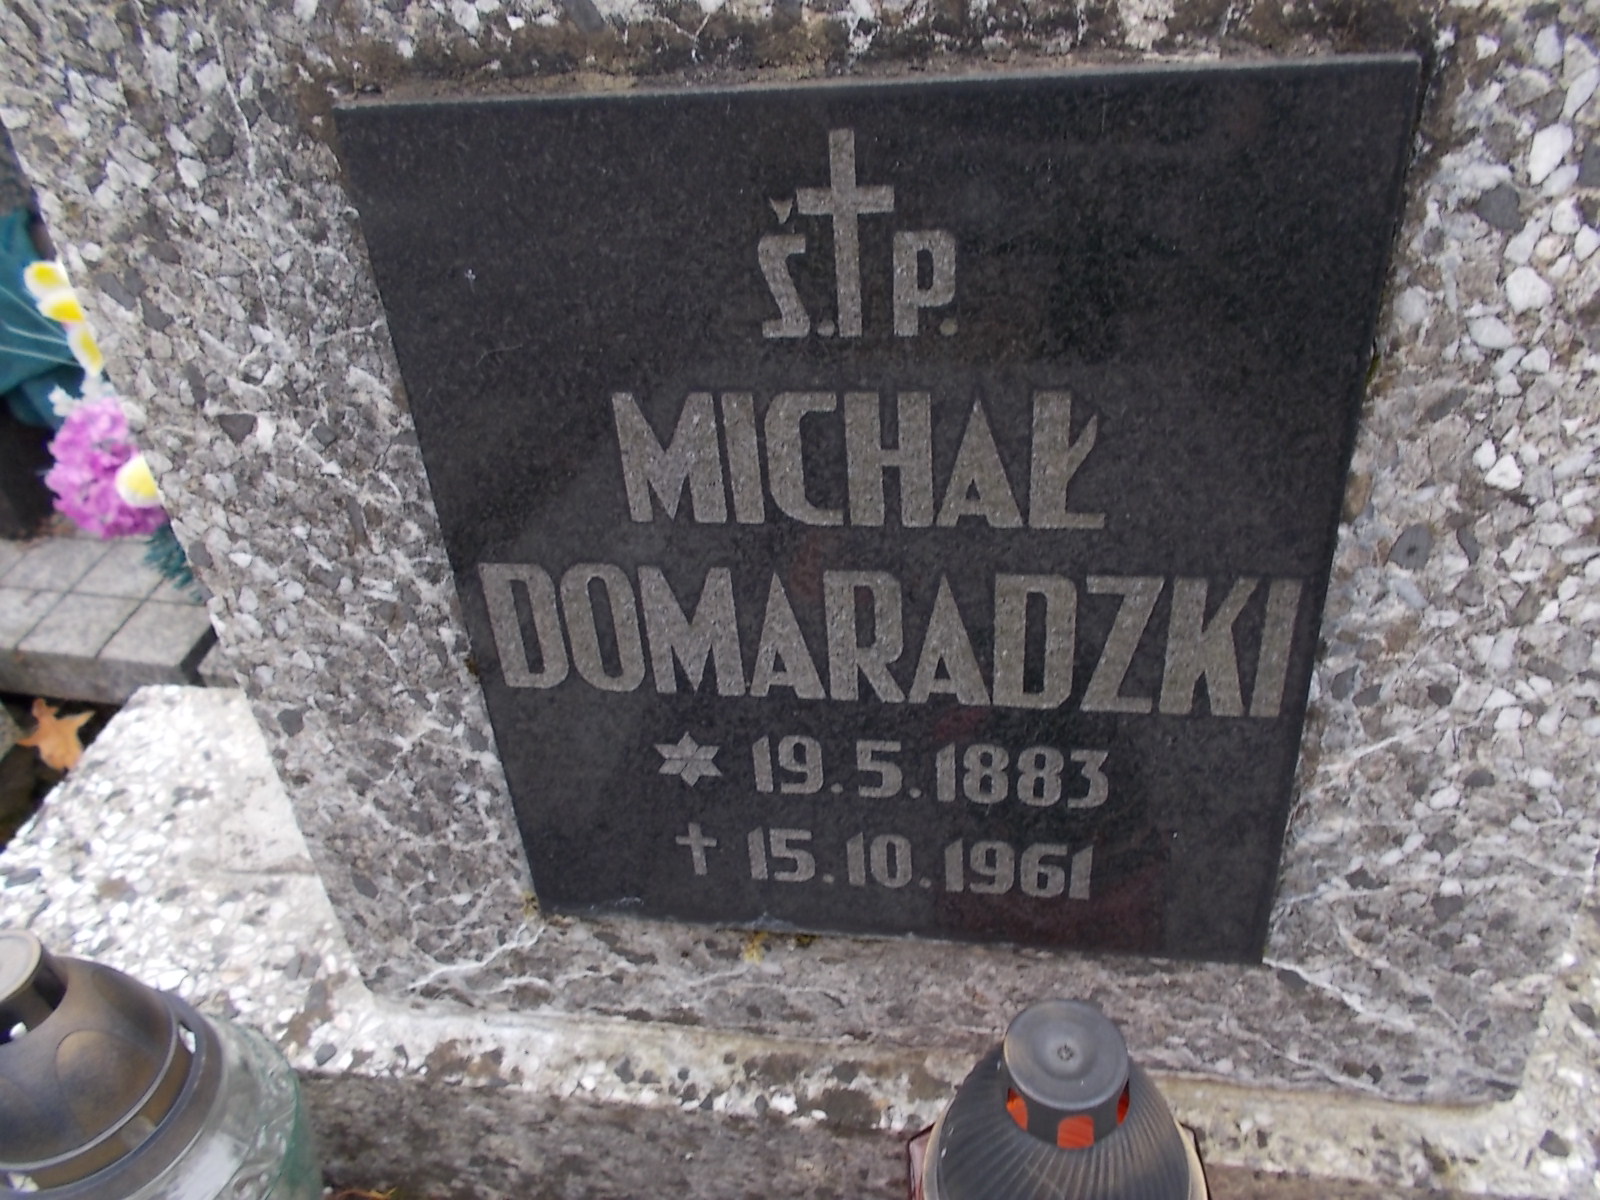 Ś.✝P.
MICHAŁ
DOMARADZKI
✶ 19.5.1883
✝ 15.10.1961